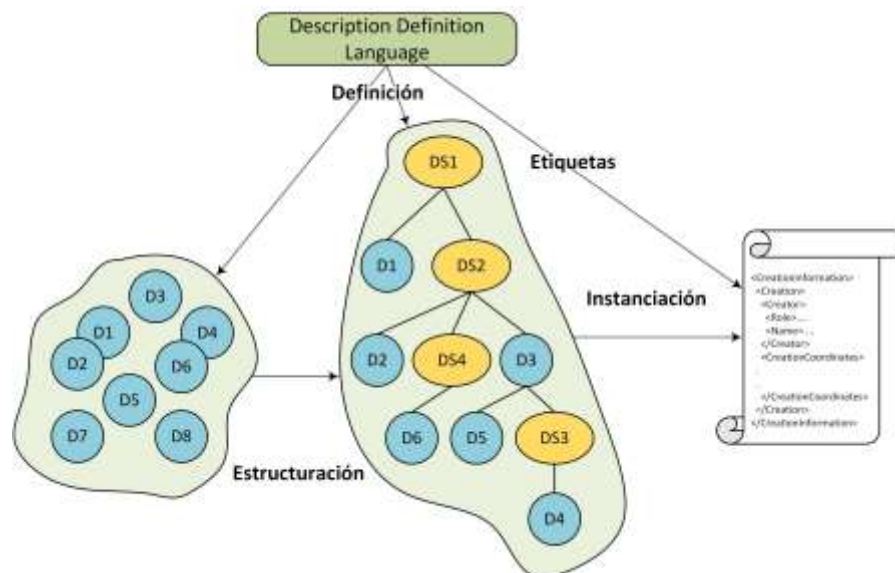 Description Definition
Language
Definición
Etiquetas
DS1
D1
DS2
D3
D1
D4
D2
D6
D5
D7
D8
Estructuración
D2
DS4
D3
D6
D5
DS3
D4
Instanciación
<CreationInformation>
<Creation>
<Creator>
<Role>....
<Name>...
</Creator>
<CreationCoordinates>
.
.
</CreationCoordinates>
</Creation>
</CreationInformation>